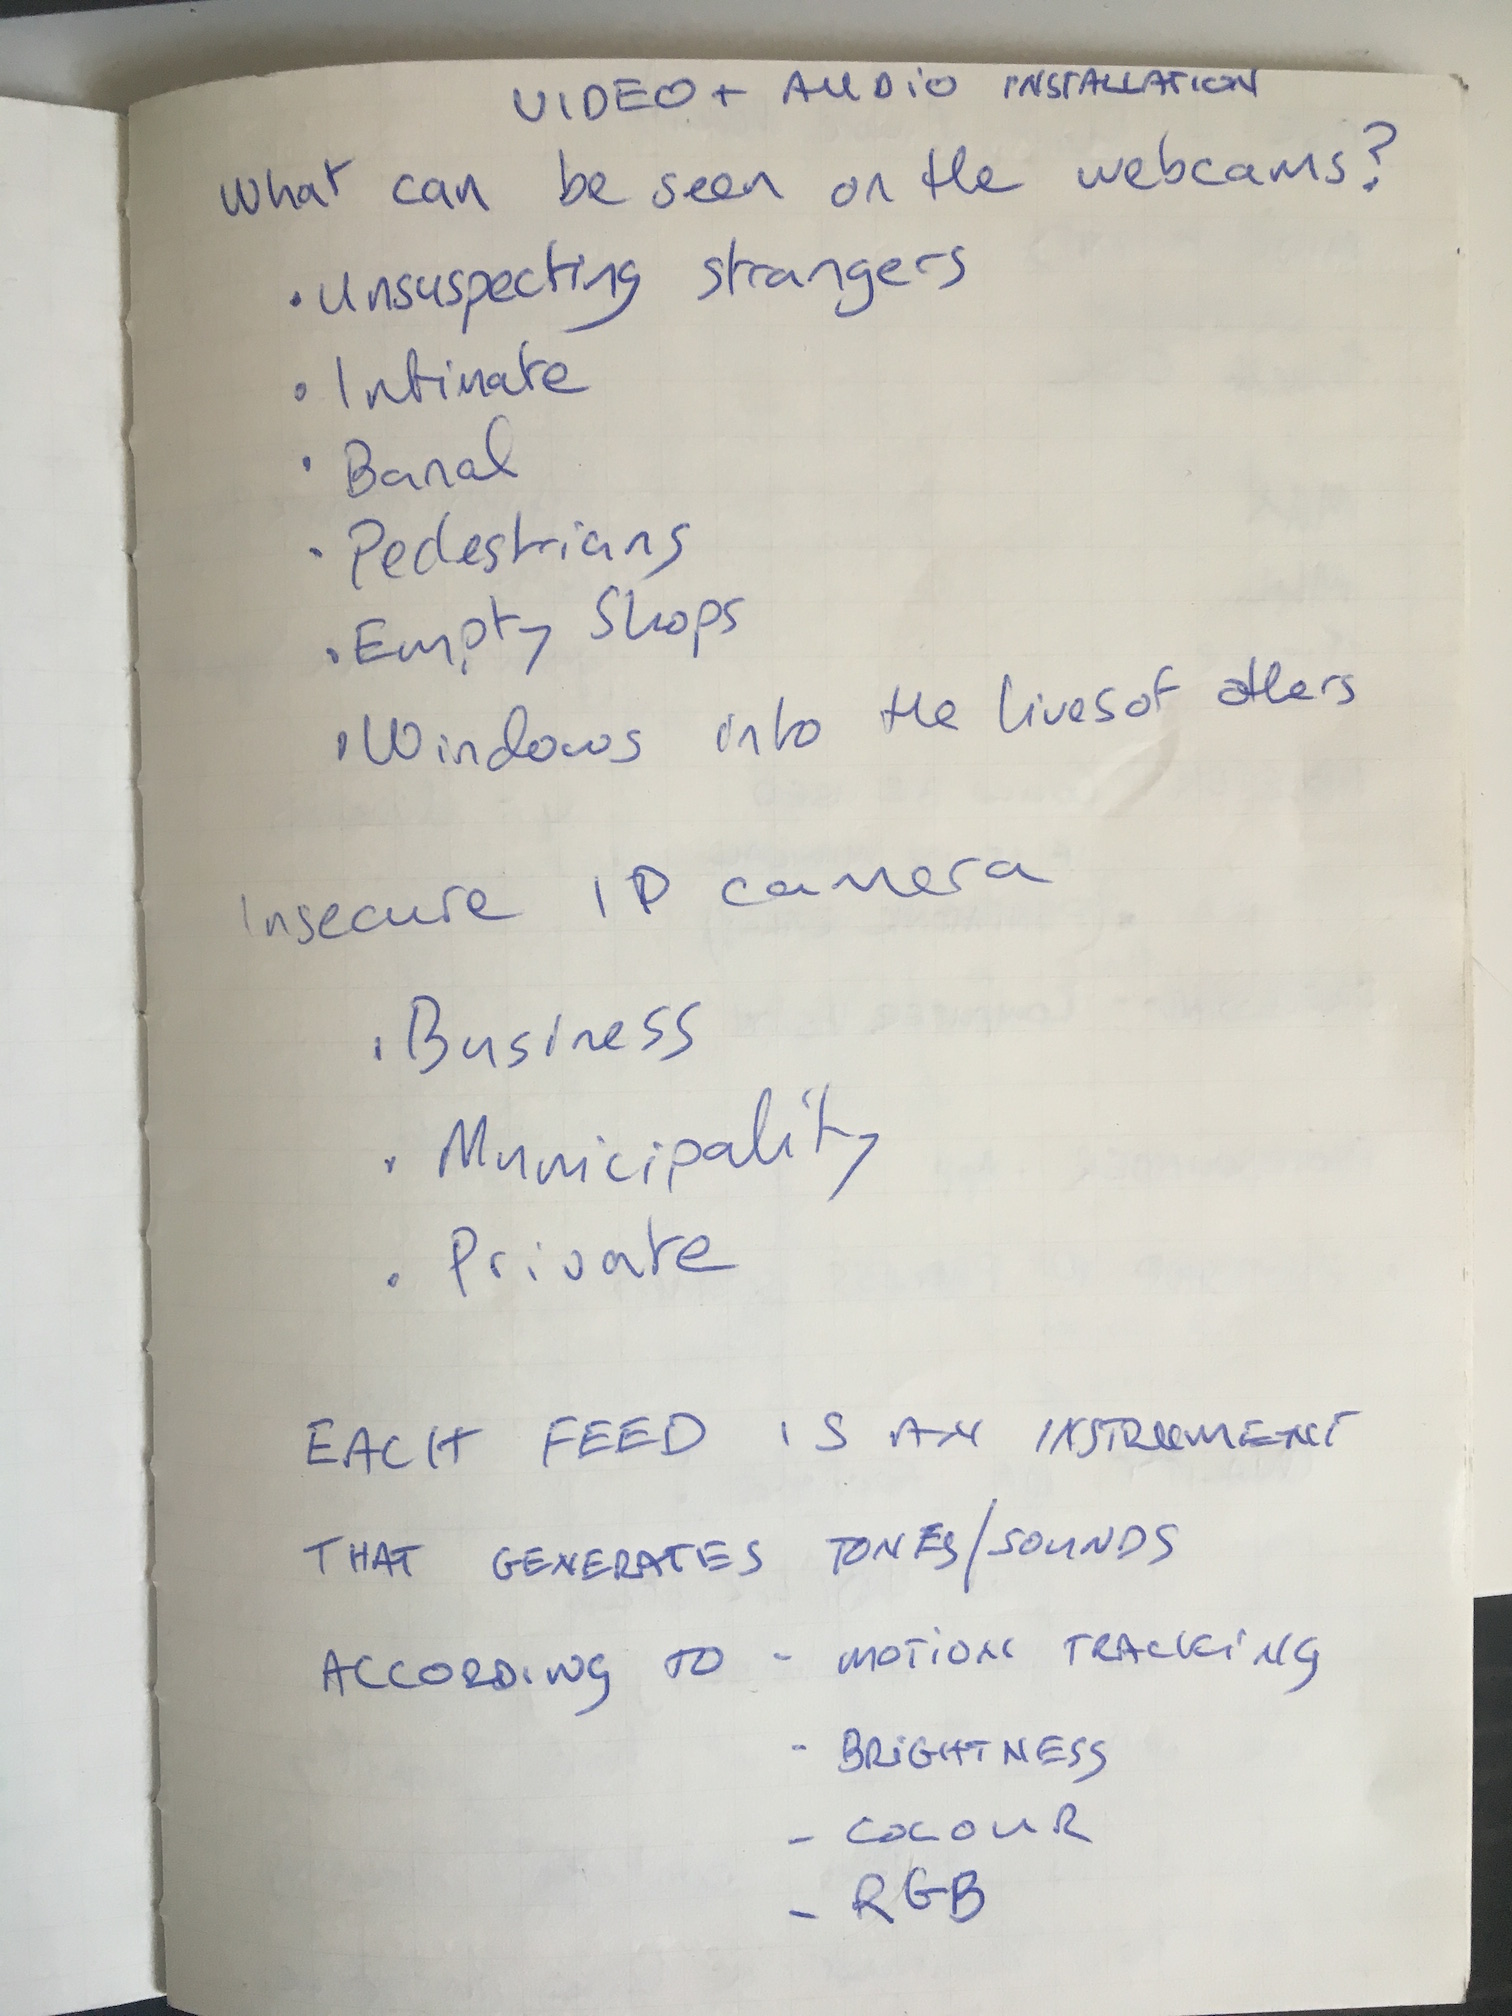 VIDEO + AUDIO INSTALLATION
What can be seen on the webcams?
• Unsuspecting strangers
• Intimate
• Banal
• Pedestrians
• Empty Shops
• Windows into the lives of others
Insecure IP camera
• Business
• Municipality
• Private
EACH FEED IS AN INSTRUMENT
THAT GENERATES TONES/SOUNDS
ACCORDING TO - MOTION TRACKING
- BRIGHTNESS
- COLOUR
- RGB